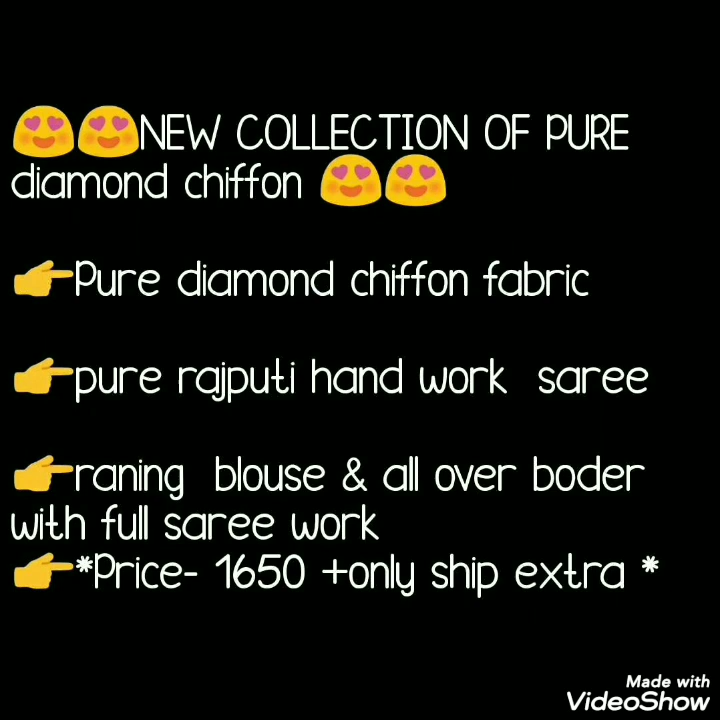 😍😍NEW COLLECTION OF PURE
diamond chiffon 😍😍
👉Pure diamond chiffon fabric
👉pure rajputi hand work saree
👉raning blouse & all over boder
with full saree work
👉*Price- 1650 +only ship extra *
Made with
VideoShow